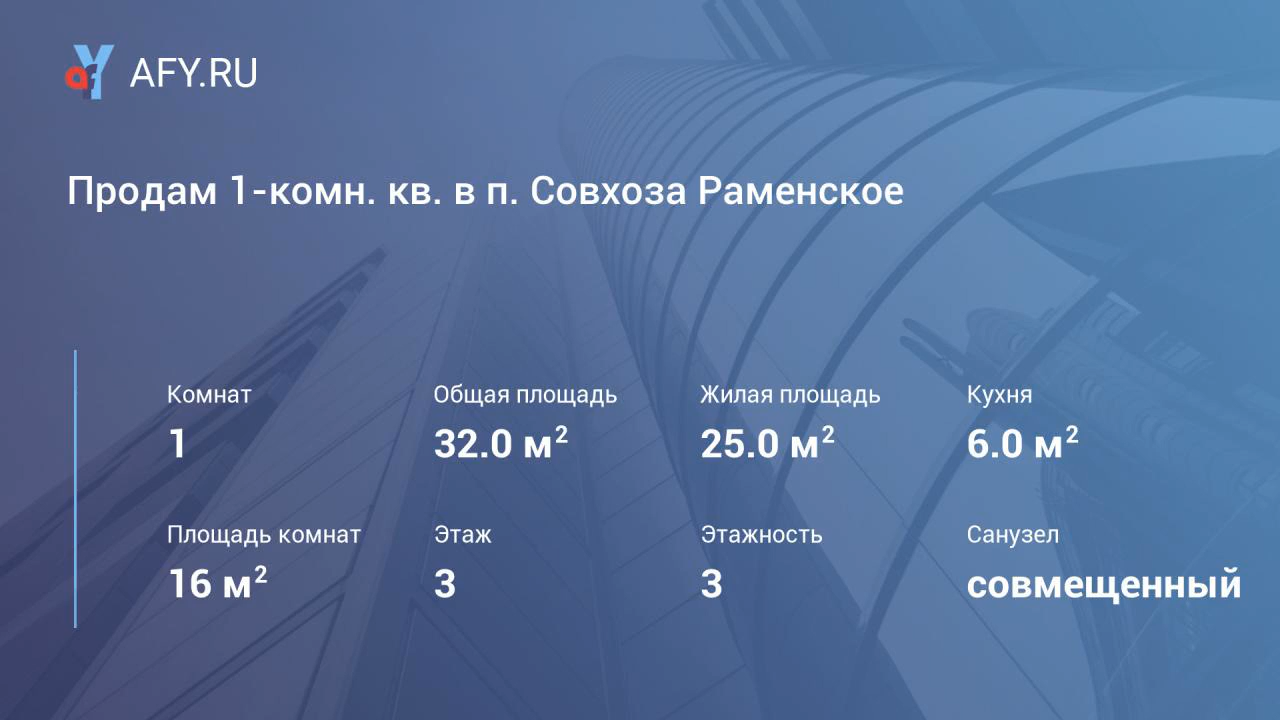 AFY.RU
Продам 1-комн. кв. в п. Совхоза Раменское
Комнат
1
Общая площадь
32.0 м²
Жилая площадь
25.0 м²
Кухня
6.0 м²
Площадь комнат
16 м²
Этаж
3
Этажность
3
Санузел
совмещенный